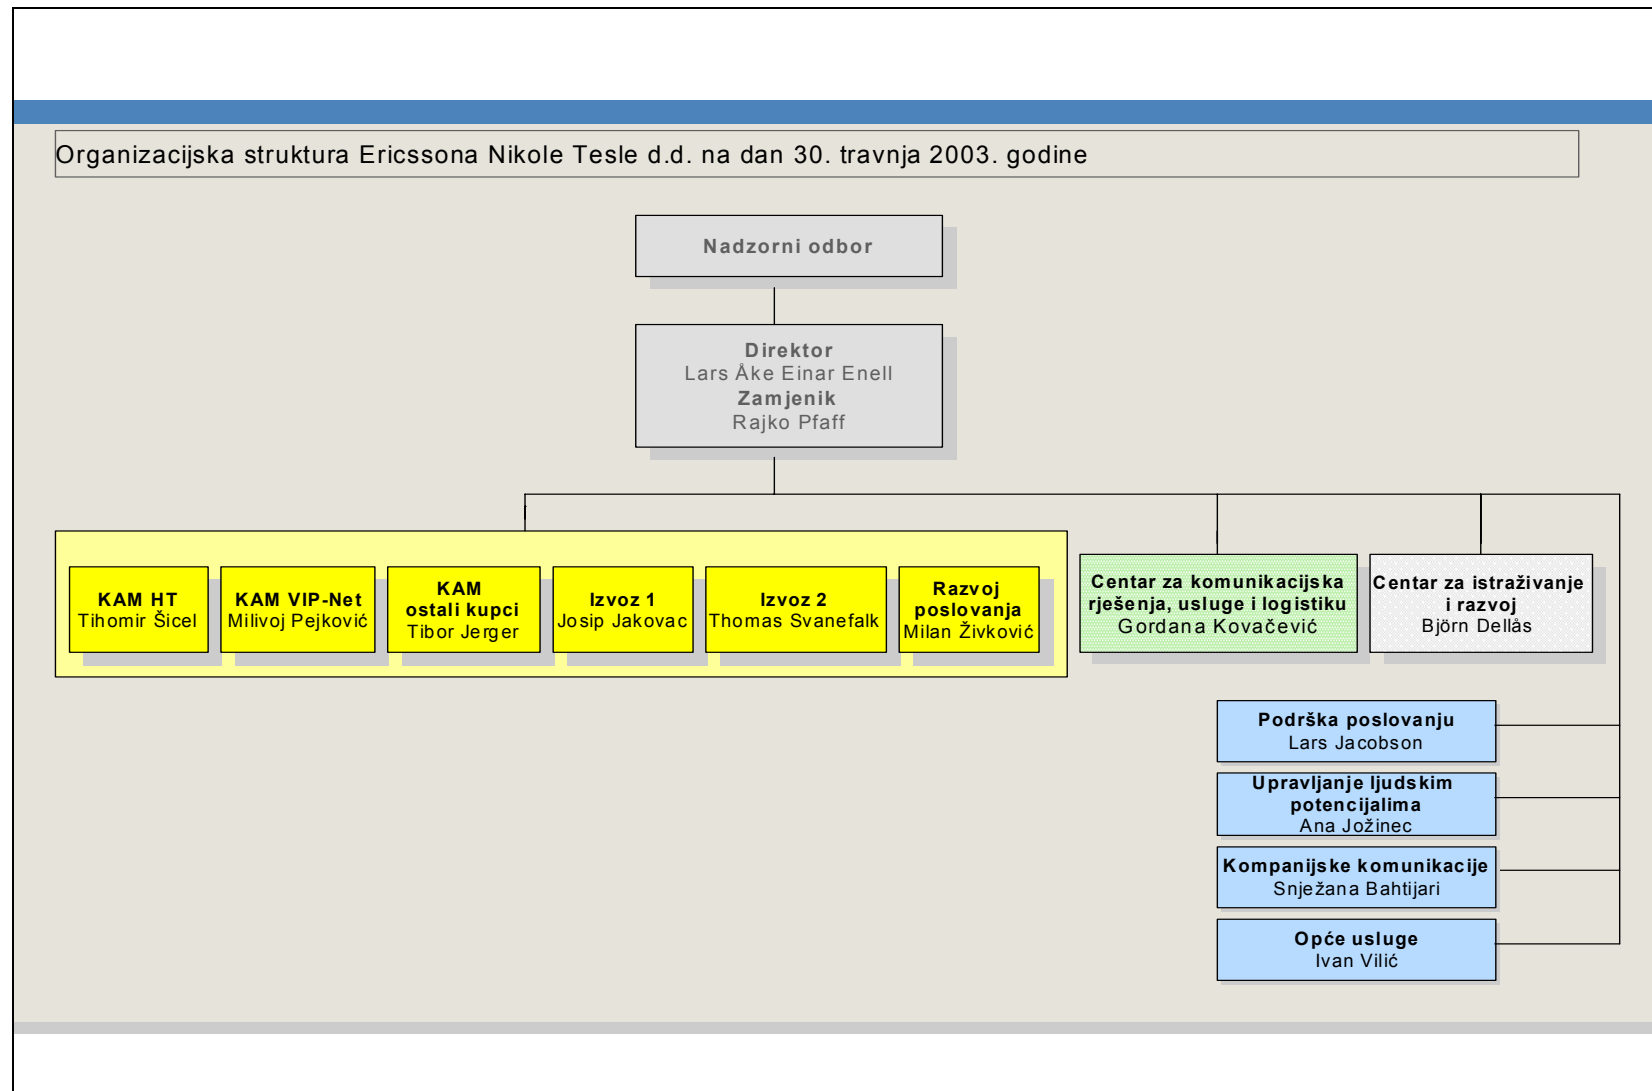 Organizacijska struktura Ericssona Nikole Tesle d.d. na dan 30. travnja 2003. godine
Nadzorni odbor
Direktor
Lars Åke Einar Enell
Zamjenik
Rajko Pfaff
KAM HT
Tihomir Šicel
KAM VIP-Net
Milivoj Pejković
KAM
ostali kupci
Tibor Jerger
Izvoz 1
Josip Jakovac
Izvoz 2
Thomas Svanefalk
Razvoj
poslovanja
Milan Živković
Centar za komunikacijska
rješenja, usluge i logistiku
Gordana Kovačević
Centar za istraživanje
i razvoj
Björn Dellås
Podrška poslovanju
Lars Jacobson
Upravljanje ljudskim
potencijalima
Ana Jožinec
Kompanijske komunikacije
Snježana Bahtijari
Opće usluge
Ivan Vilić